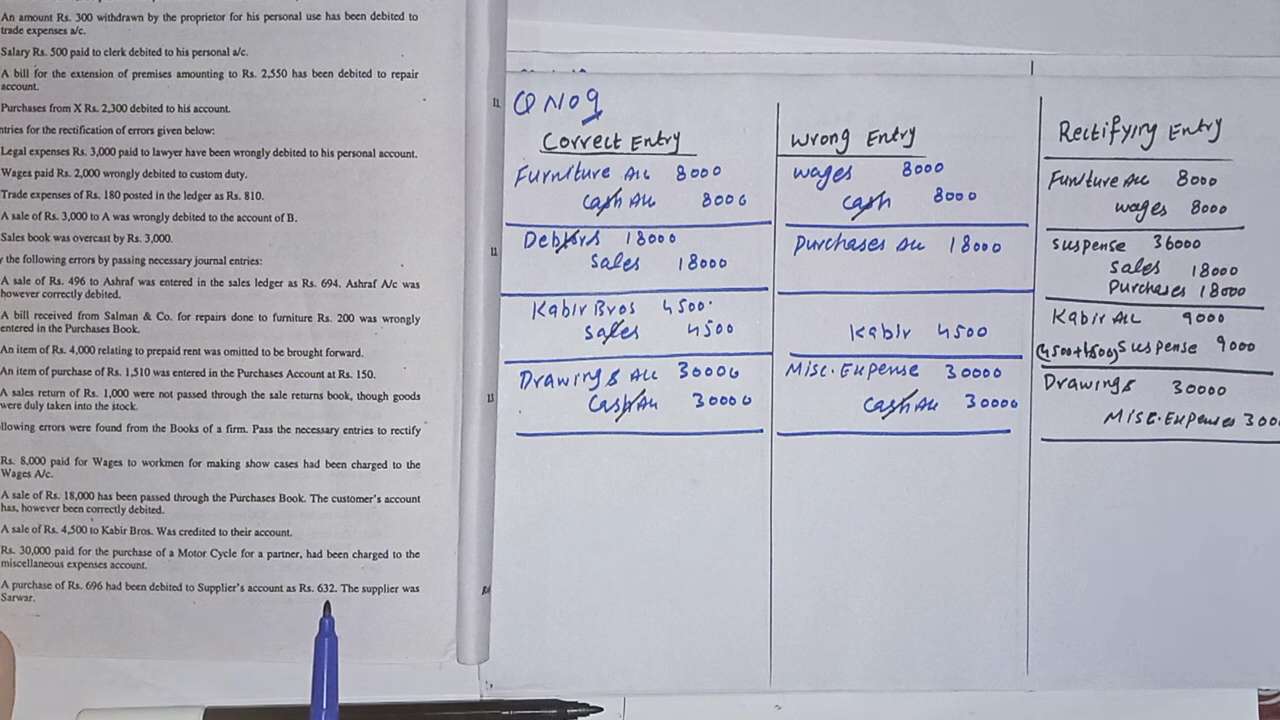 An amount Rs. 300 withdrawn by the proprietor for his personal use has been debited to
trade expenses a/c.
Salary Rs. 500 paid to clerk debited to his personal a/c.
A bill for the extension of premises amounting to Rs. 2,550 has been debited to repair
account.
Purchases from X Rs. 2,300 debited to his account.
ntries for the rectification of errors given below:
Legal expenses Rs. 3,000 paid to lawyer have been wrongly debited to his personal account.
Wages paid Rs. 2,000 wrongly debited to custom duty.
Trade expenses of Rs. 180 posted in the ledger as Rs. 810.
A sale of Rs. 3,000 to A was wrongly debited to the account of B.
Sales book was overcast by Rs. 3,000.
y the following errors by passing necessary journal entries:
A sale of Rs. 496 to Ashraf was entered in the sales ledger as Rs. 694. Ashraf A/c was
however correctly debited.
A bill received from Salman & Co. for repairs done to furniture Rs. 200 was wrongly
entered in the Purchases Book.
An item of Rs. 4,000 relating to prepaid rent was omitted to be brought forward.
An item of purchase of Rs. 1,510 was entered in the Purchases Account at Rs. 150.
A sales return of Rs. 1,000 were not passed through the sale returns book, though goods
were duly taken into the stock.
llowing errors were found from the Books of a firm. Pass the necessary entries to rectify
Rs. 8,000 paid for Wages to workmen for making show cases had been charged to the
Wages A/c.
A sale of Rs. 18,000 has been passed through the Purchases Book. The customer's account
has, however been correctly debited.
A sale of Rs. 4,500 to Kabir Bros. Was credited to their account.
Rs. 30,000 paid for the purchase of a Motor Cycle for a partner, had been charged to the
miscellaneous expenses account.
A purchase of Rs. 696 had been debited to Supplier's account as Rs. 632. The supplier was
Sarwar.
11
12
13
Q No 9
Correct Entry
Furniture A/c 8000
Cash A/c 8000
Debtors 18000
Sales 18000
Kabir Bros 4500
Sales 4500
Drawings A/c 30000
Cash A/c 30000
Wrong Entry
wages 8000
cash 8000
Purchases A/c 18000
Kabir 4500
Misc. Expense 30000
Cash A/c 30000
Rectifying Entry
Funiture A/c 8000
wages 8000
suspense 36000
sales 18000
Purchases 18000
Kabir A/c 9000
(4500+4500) suspense 9000
Drawings 30000
Misc. Expenses 300